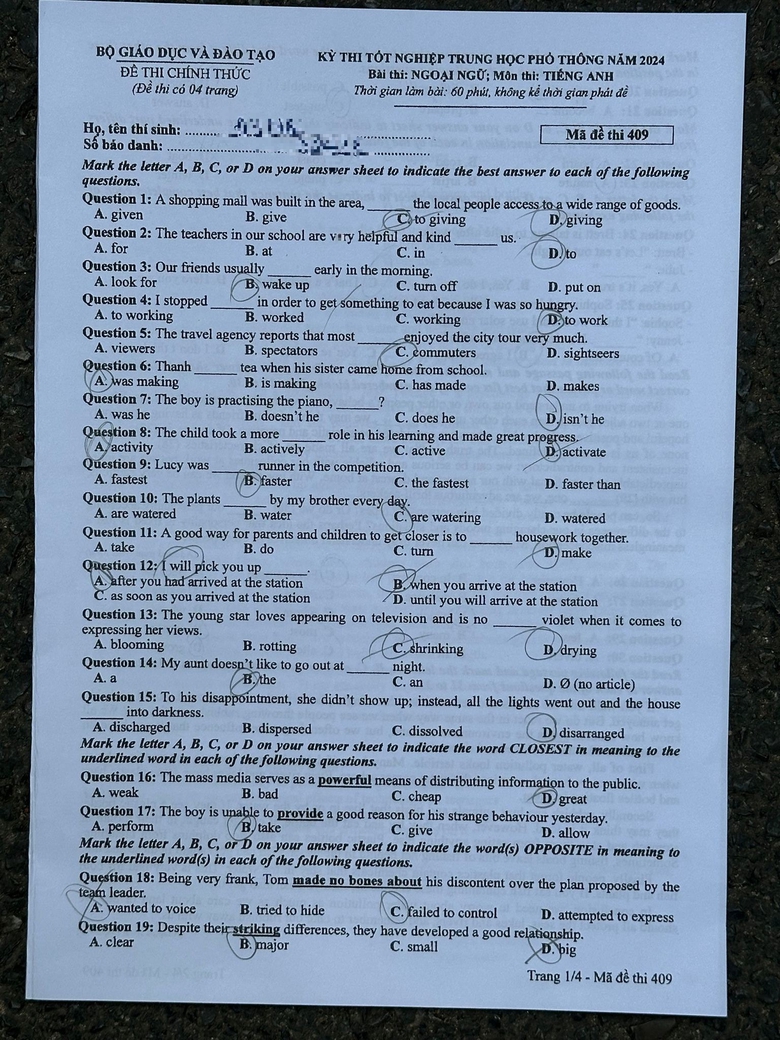 BỘ GIÁO DỤC VÀ ĐÀO TẠO
ĐỀ THI CHÍNH THỨC
(Đề thi có 04 trang)
KỲ THI TỐT NGHIỆP TRUNG HỌC PHỔ THÔNG NĂM 2024
Bài thi: NGOẠI NGỮ; Môn thi: TIẾNG ANH
Thời gian làm bài: 60 phút, không kể thời gian phát đề
Họ, tên thí sinh:
Số báo danh:
Mã đề thi 409
Mark the letter A, B, C, or D on your answer sheet to indicate the best answer to each of the following
questions.
Question 1: A shopping mall was built in the area, ______ the local people access to a wide range of goods.
A. given B. give C. to giving D. giving
Question 2: The teachers in our school are very helpful and kind ______ us.
A. for B. at C. in D. to
Question 3: Our friends usually ______ early in the morning.
A. look for B. wake up C. turn off D. put on
Question 4: I stopped ______ in order to get something to eat because I was so hungry.
A. to working B. worked C. working D. to work
Question 5: The travel agency reports that most ______ enjoyed the city tour very much.
A. viewers B. spectators C. commuters D. sightseers
Question 6: Thanh ______ tea when his sister came home from school.
A. was making B. is making C. has made D. makes
Question 7: The boy is practising the piano, ______?
A. was he B. doesn't he C. does he D. isn't he
Question 8: The child took a more ______ role in his learning and made great progress.
A. activity B. actively C. active D. activate
Question 9: Lucy was ______ runner in the competition.
A. fastest B. faster C. the fastest D. faster than
Question 10: The plants ______ by my brother every day.
A. are watered B. water C. are watering D. watered
Question 11: A good way for parents and children to get closer is to ______ housework together.
A. take B. do C. turn D. make
Question 12: I will pick you up ______.
A. after you had arrived at the station B. when you arrive at the station
C. as soon as you arrived at the station D. until you will arrive at the station
Question 13: The young star loves appearing on television and is no ______ violet when it comes to
expressing her views.
A. blooming B. rotting C. shrinking D. drying
Question 14: My aunt doesn't like to go out at ______ night.
A. a B. the C. an D. Ø (no article)
Question 15: To his disappointment, she didn't show up; instead, all the lights went out and the house
______ into darkness.
A. discharged B. dispersed C. dissolved D. disarranged
Mark the letter A, B, C, or D on your answer sheet to indicate the word CLOSEST in meaning to the
underlined word in each of the following questions.
Question 16: The mass media serves as a powerful means of distributing information to the public.
A. weak B. bad C. cheap D. great
Question 17: The boy is unable to provide a good reason for his strange behaviour yesterday.
A. perform B. take C. give D. allow
Mark the letter A, B, C, or D on your answer sheet to indicate the word(s) OPPOSITE in meaning to
the underlined word(s) in each of the following questions.
Question 18: Being very frank, Tom made no bones about his discontent over the plan proposed by the
team leader.
A. wanted to voice B. tried to hide C. failed to control D. attempted to express
Question 19: Despite their striking differences, they have developed a good relationship.
A. clear B. major C. small D. big
Trang 1/4 - Mã đề thi 409